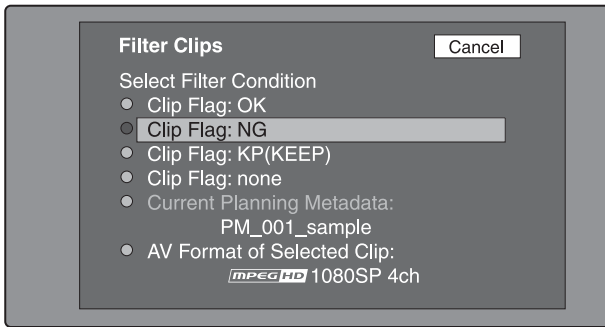 Filter Clips
Cancel
Select Filter Condition
Clip Flag: OK
Clip Flag: NG
Clip Flag: KP(KEEP)
Clip Flag: none
Current Planning Metadata:
PM_001_sample
AV Format of Selected Clip:
MPEG HD 1080SP 4ch